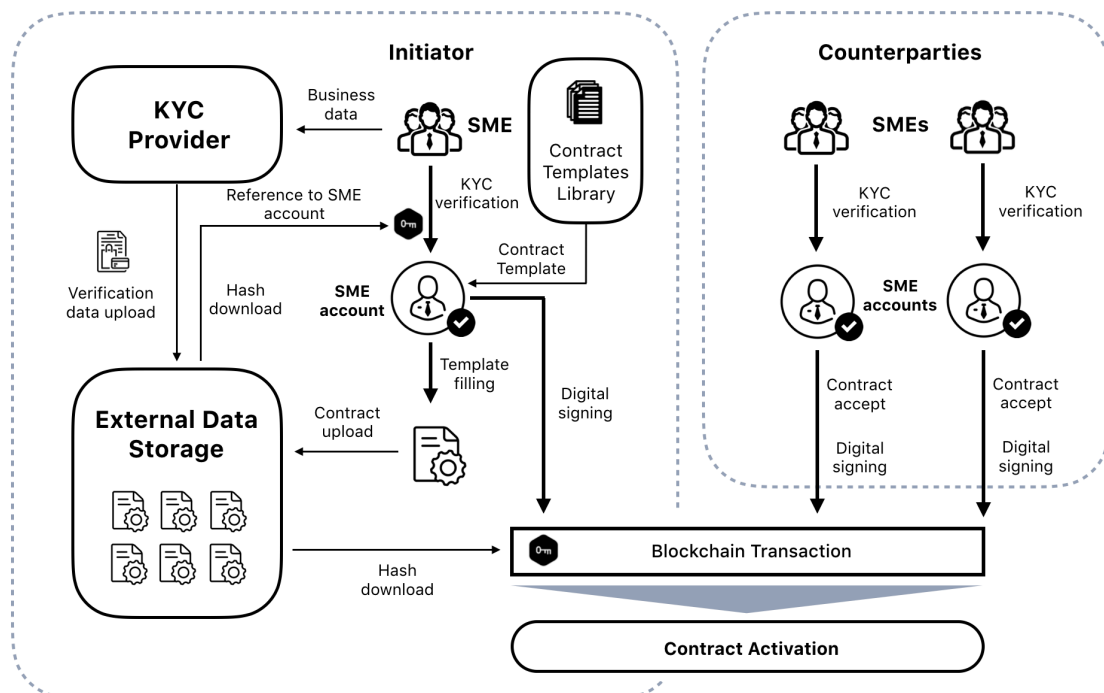 Initiator
Counterparties
KYC
Provider
Business
data
SME
Contract
Templates
Library
SMEs
Reference to SME
account
KYC
verification
KYC
verification
KYC
verification
Contract
Template
Verification
data upload
Hash
download
SME
account
SME
accounts
Template
filling
External Data
Storage
Contract
upload
Digital
signing
Contract
accept
Contract
accept
Digital
signing
Digital
signing
Hash
download
Blockchain Transaction
Contract Activation